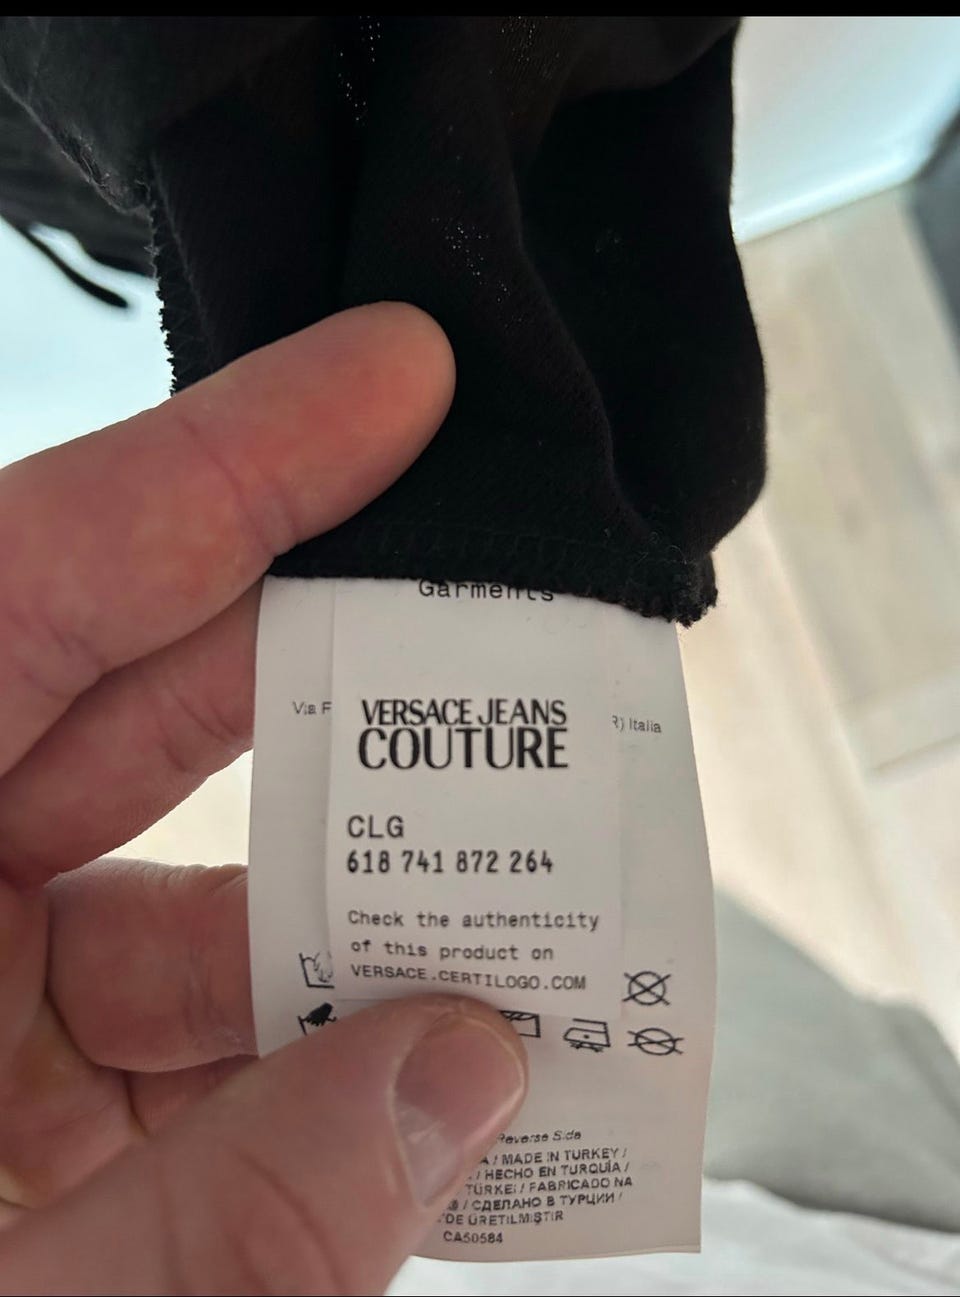 Garments
VERSACE JEANS
COUTURE
Via
R) Italia
CLG
618 741 872 264
Check the authenticity
of this product on
VERSACE.CERTILOGO.COM
Reverse Side
/ MADE IN TURKEY /
/ HECHO EN TURQUÍA /
/ FABRICADO NA
/ СДЕЛАНО В ТУРЦИИ /
'DE ÜRETILMIŞTIR
CA50584